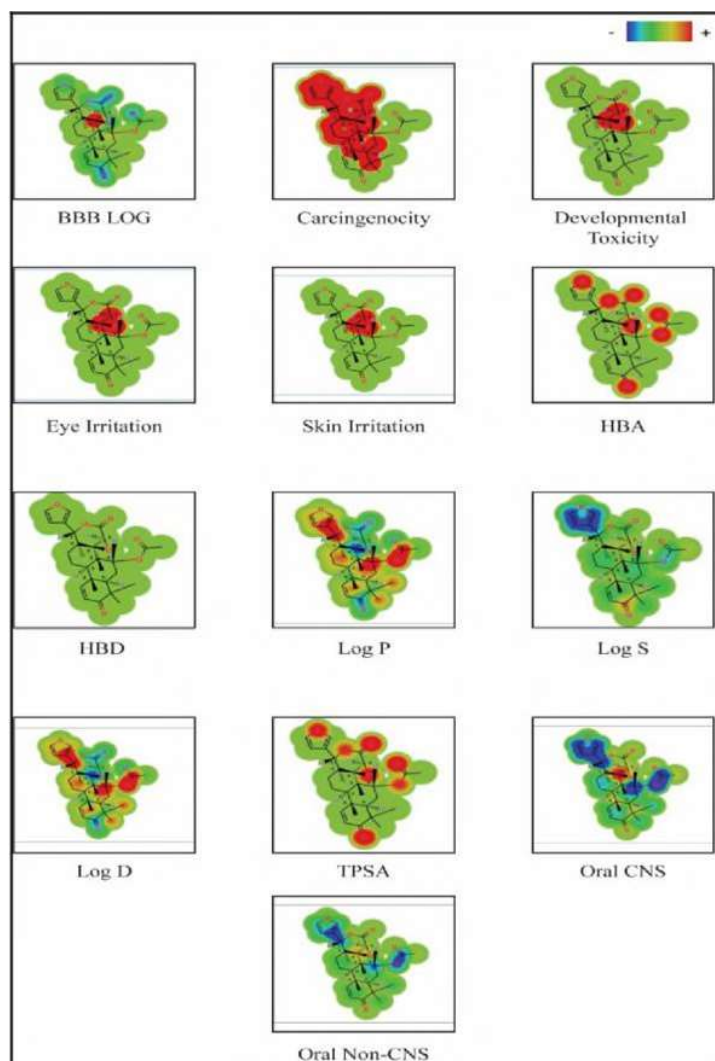 - +
BBB LOG
Carcingenocity
Developmental
Toxicity
Eye Irritation
Skin Irritation
HBA
HBD
Log P
Log S
Log D
TPSA
Oral CNS
Oral Non-CNS